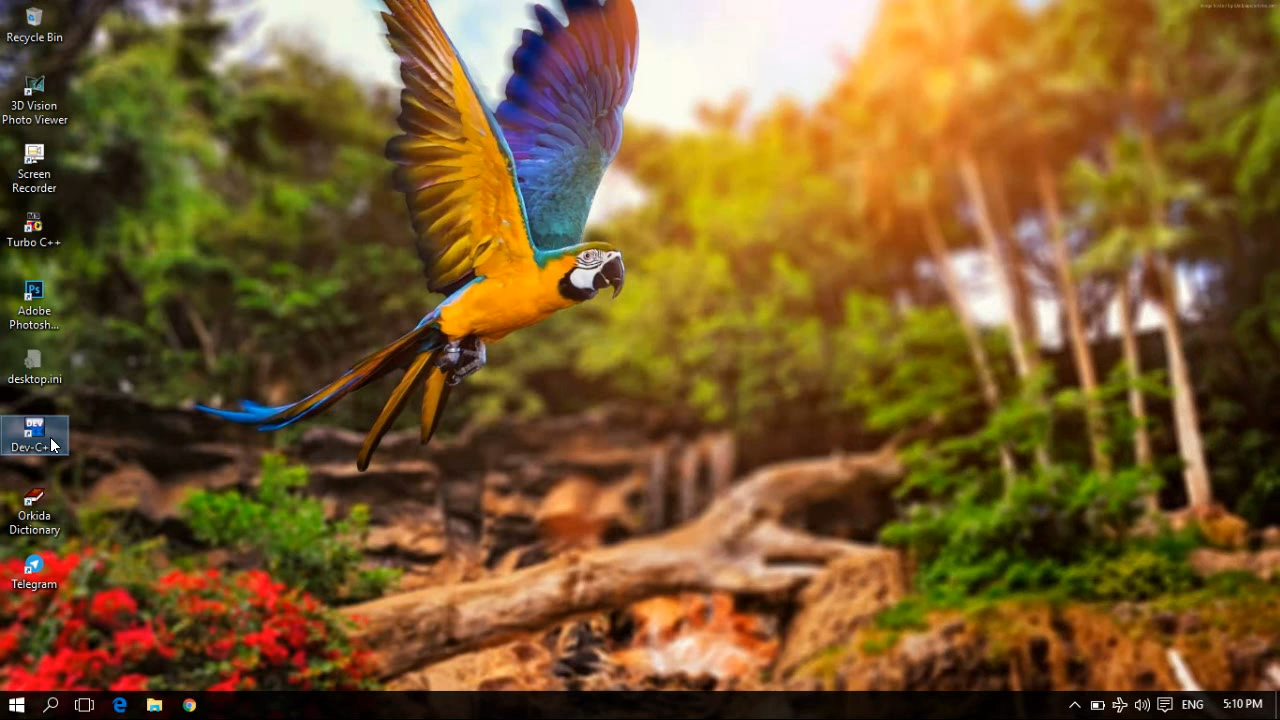 Recycle Bin
3D Vision
Photo Viewer
Screen
Recorder
Turbo C++
Ps
Adobe
Photosh...
desktop.ini
DEV
Orkida
Dictionary
Telegram
ENG
5:10 PM